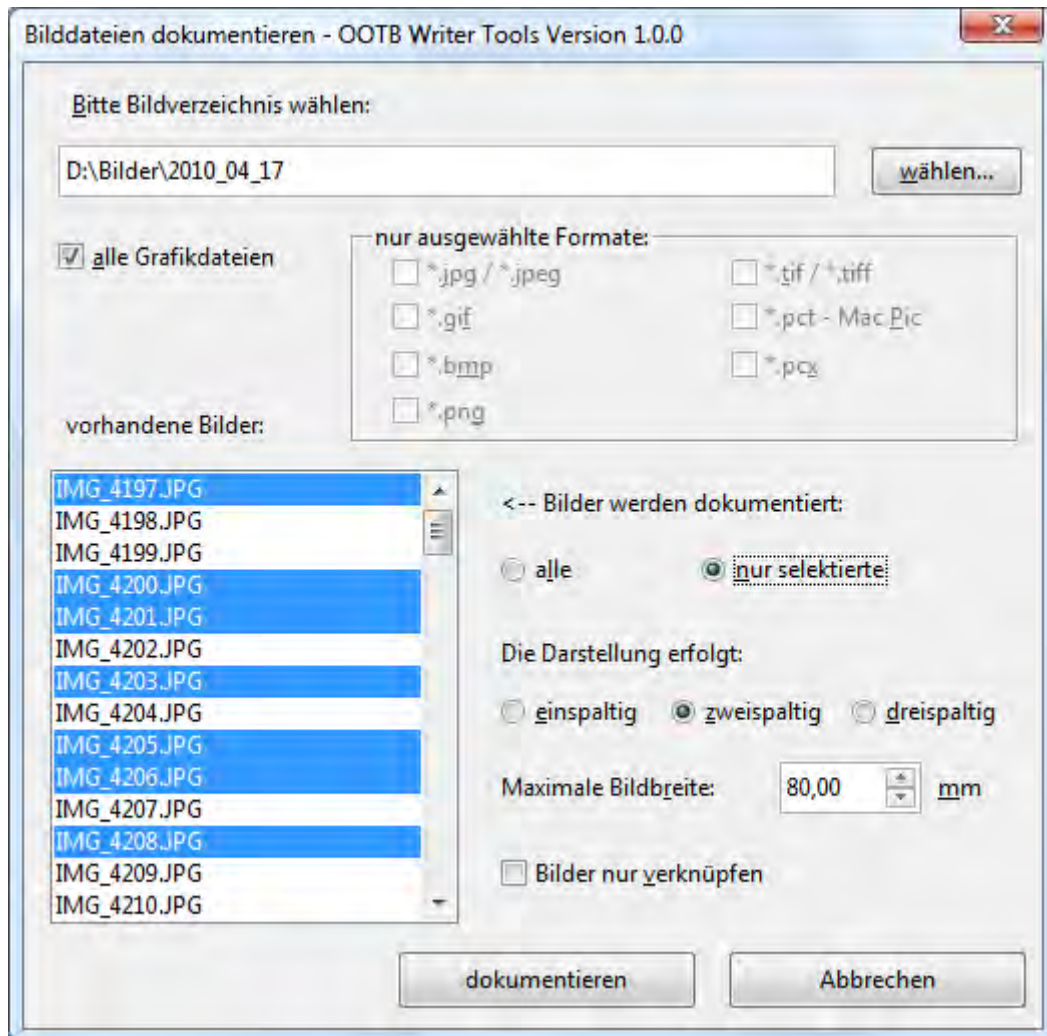 Bilddateien dokumentieren - OOTB Writer Tools Version 1.0.0
Bitte Bildverzeichnis wählen:
D:\Bilder\2010_04_17
wählen...
alle Grafikdateien
nur ausgewählte Formate:
*.jpg / *.jpeg
*.tif / *.tiff
*.gif
*.pct - Mac Pic
*.bmp
*.pcx
*.png
vorhandene Bilder:
IMG_4197.JPG
IMG_4198.JPG
IMG_4199.JPG
IMG_4200.JPG
IMG_4201.JPG
IMG_4202.JPG
IMG_4203.JPG
IMG_4204.JPG
IMG_4205.JPG
IMG_4206.JPG
IMG_4207.JPG
IMG_4208.JPG
IMG_4209.JPG
IMG_4210.JPG
<-- Bilder werden dokumentiert:
alle
nur selektierte
Die Darstellung erfolgt:
einspaltig
zweispaltig
dreispaltig
Maximale Bildbreite:
80,00
mm
Bilder nur verknüpfen
dokumentieren
Abbrechen